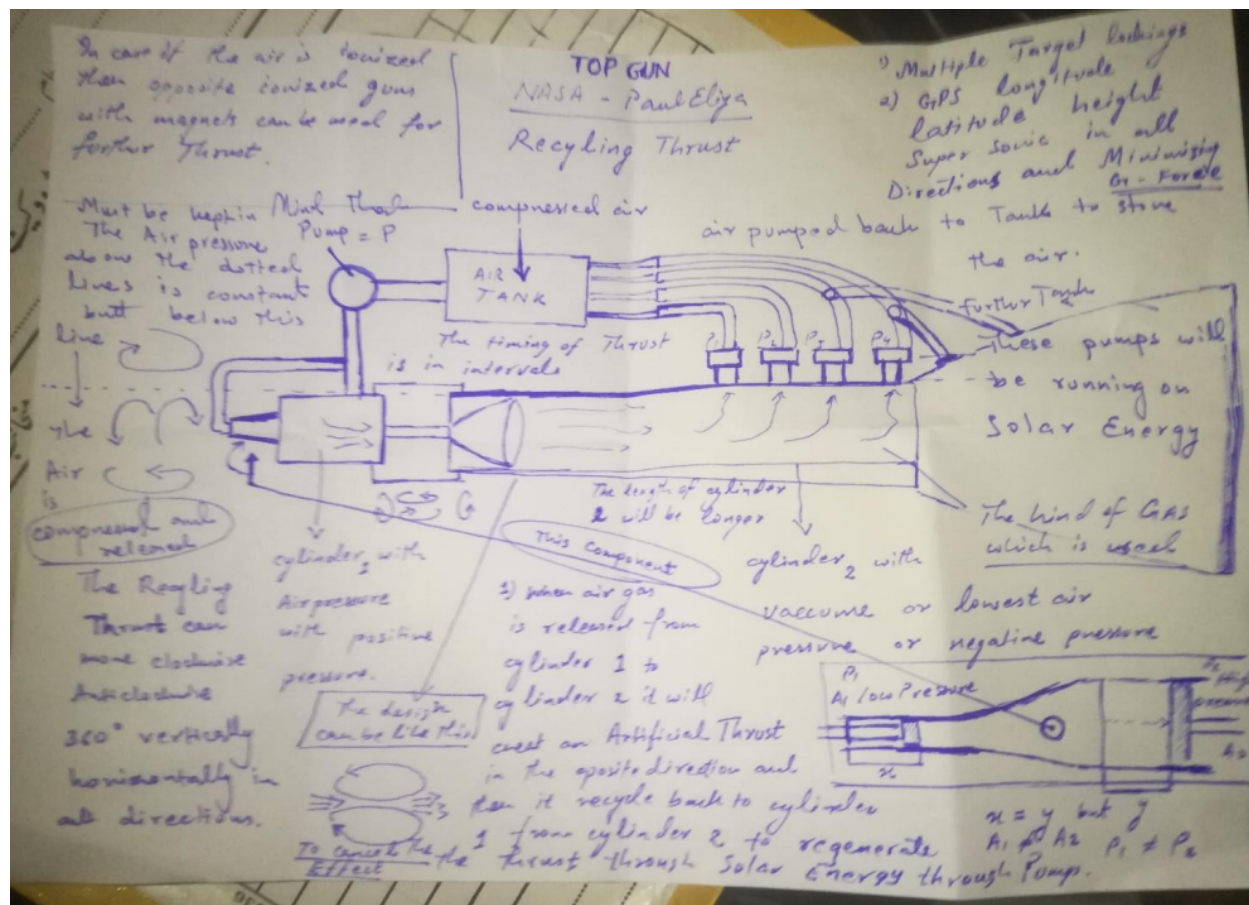 In case if the air is ionized
then opposite ionized guns
with magnets can be used for
further Thrust.
TOP GUN
NASA - Paul Eliza
Recyling Thrust
1) Multiple Target lockings
2) GPS longitude
latitude height
Super sonic in all
Directions and Minimizing
G-Force
Must be kept in Mind That
The Air pressure
above the dotted
lines is constant
butt below this
line
the
Air
is
compressed and
released
Pump = P
compressed air
AIR
TANK
air pumped back to Tank to store
the air.
further Tank
The timing of Thrust
is in intervals
P1
P2
P3
P4
These pumps will
be running on
Solar Energy
The length of cylinder
2 will be longer
The kind of GAS
which is used
This Component
cylinder 1 with
Airpressure
with positive
pressure.
cylinder 2 with
vaccume or lowest air
pressure or negative pressure
The Recyling
Thrust can
move clockwise
Anticlockwise
360° vertically
horizontally in
all directions.
The design
can be like this
To cancel the
Effect
1) When air gas
is released from
cylinder 1 to
cylinder 2 it will
creat an Artificial Thrust
in the oposite direction and
then it recycle back to cylinder
1 from cylinder 2 to regenerate
the Thrust through Solar Energy through Pumps.
P1
A1 low Pressure
P2
High
pressure
A2
x
y
x = y but
A1 ≠ A2 P1 ≠ P2